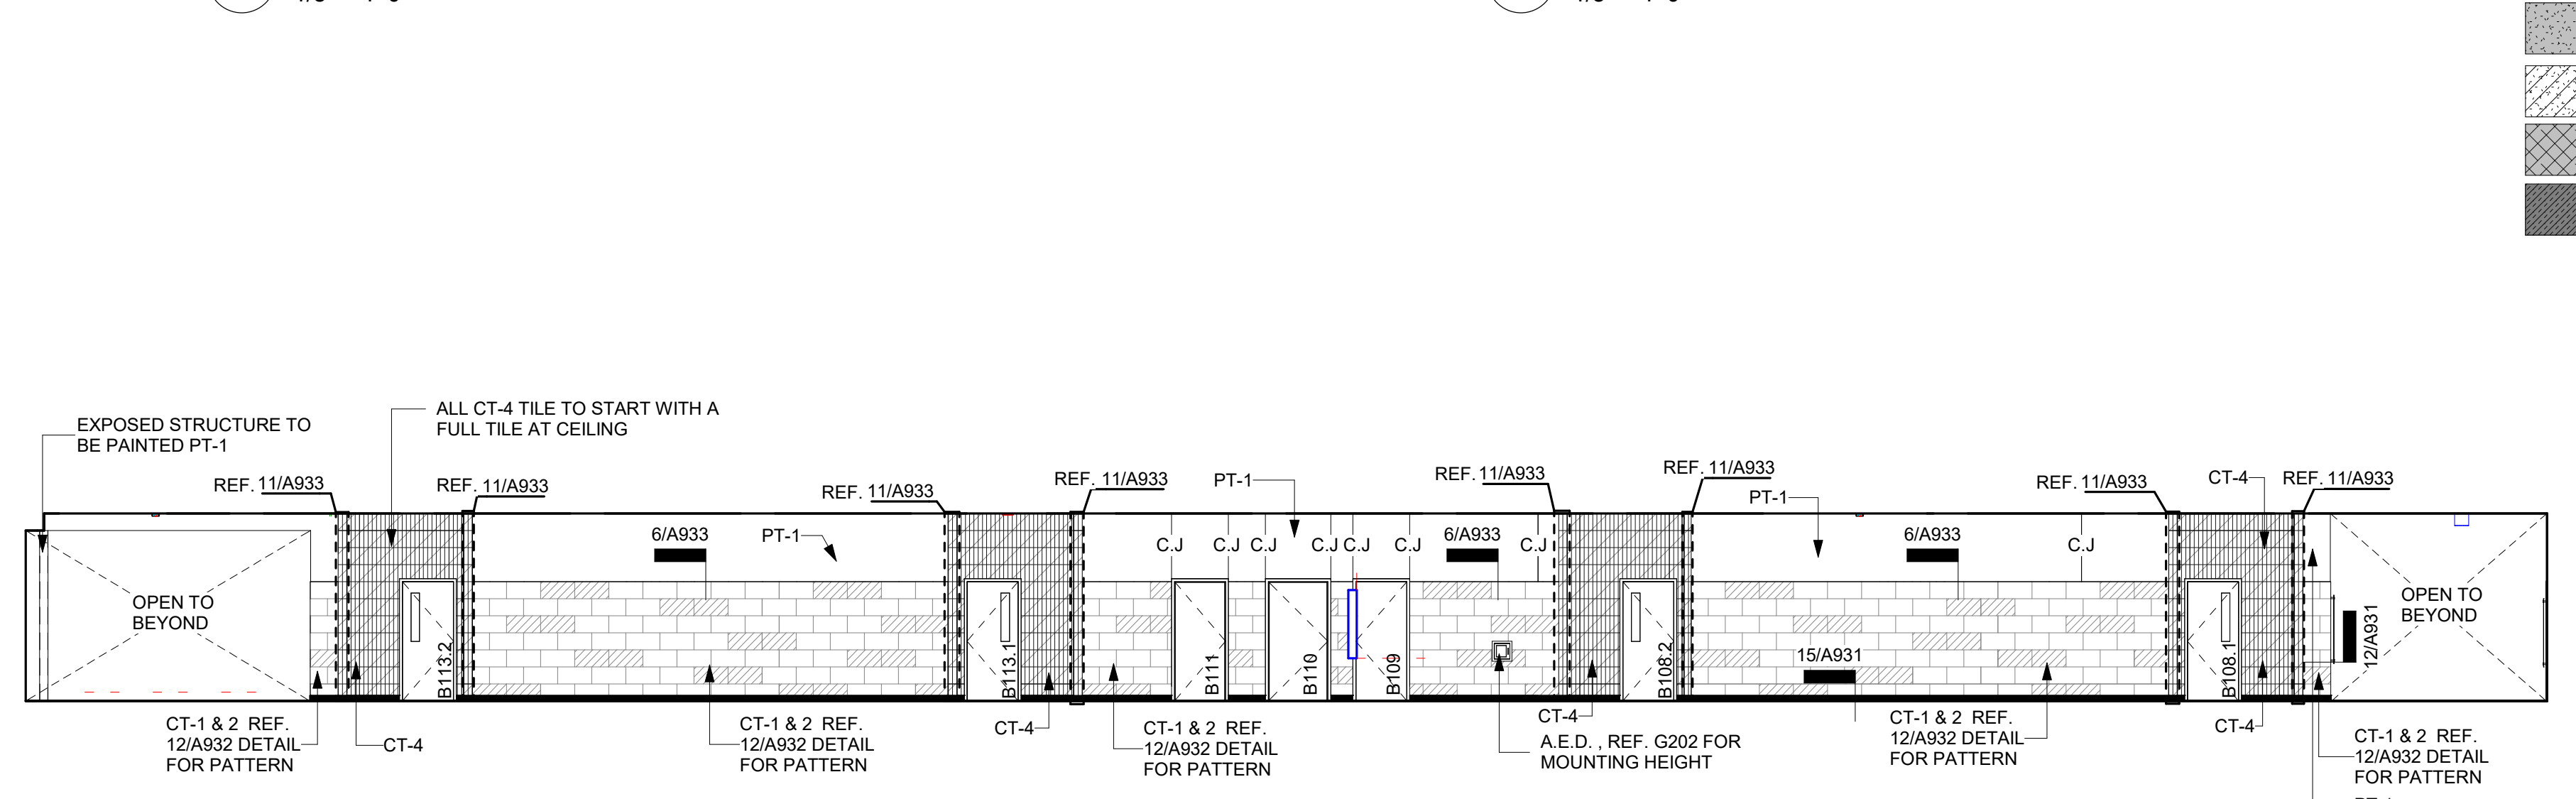 EXPOSED STRUCTURE TO
BE PAINTED PT-1
ALL CT-4 TILE TO START WITH A
FULL TILE AT CEILING
REF. 11/A933
REF. 11/A933
REF. 11/A933
REF. 11/A933
PT-1
REF. 11/A933
REF. 11/A933
PT-1
REF. 11/A933
CT-4
REF. 11/A933
6/A933
PT-1
C.J
C.J
C.J
C.J
C.J
C.J
6/A933
C.J
6/A933
C.J
OPEN TO
BEYOND
B113.2
B113.1
B111
B110
B109
B108.2
15/A931
B108.1
12/A931
OPEN TO
BEYOND
CT-1 & 2 REF.
12/A932 DETAIL
FOR PATTERN
CT-4
CT-1 & 2 REF.
12/A932 DETAIL
FOR PATTERN
CT-4
CT-1 & 2 REF.
12/A932 DETAIL
FOR PATTERN
CT-4
A.E.D. , REF. G202 FOR
MOUNTING HEIGHT
CT-1 & 2 REF.
12/A932 DETAIL
FOR PATTERN
CT-4
CT-1 & 2 REF.
12/A932 DETAIL
FOR PATTERN